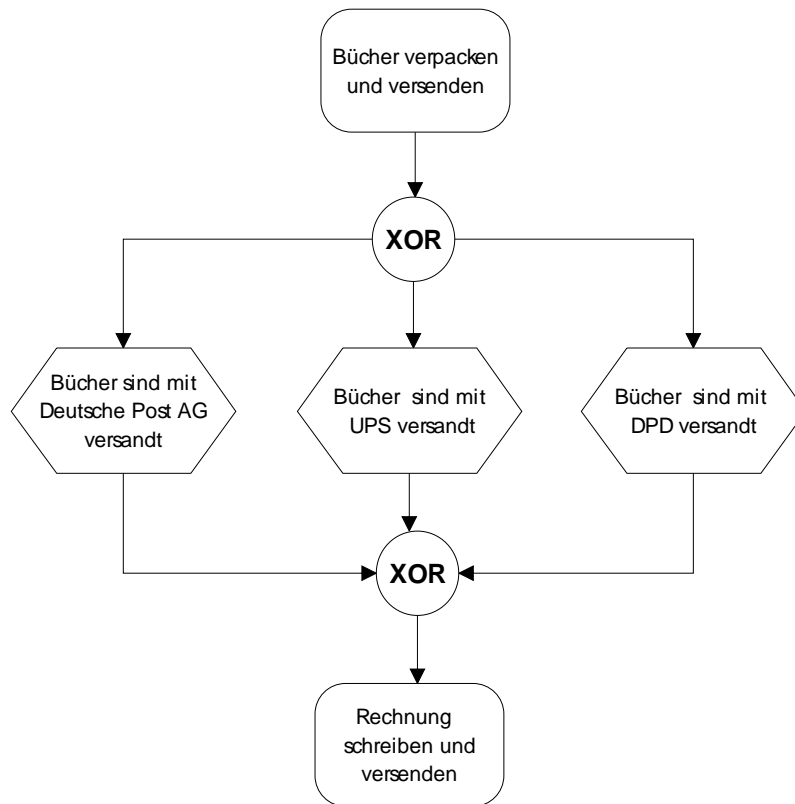 Bücher verpacken
und versenden
XOR
Bücher sind mit
Deutsche Post AG
versandt
Bücher sind mit
UPS versandt
Bücher sind mit
DPD versandt
XOR
Rechnung
schreiben und
versenden